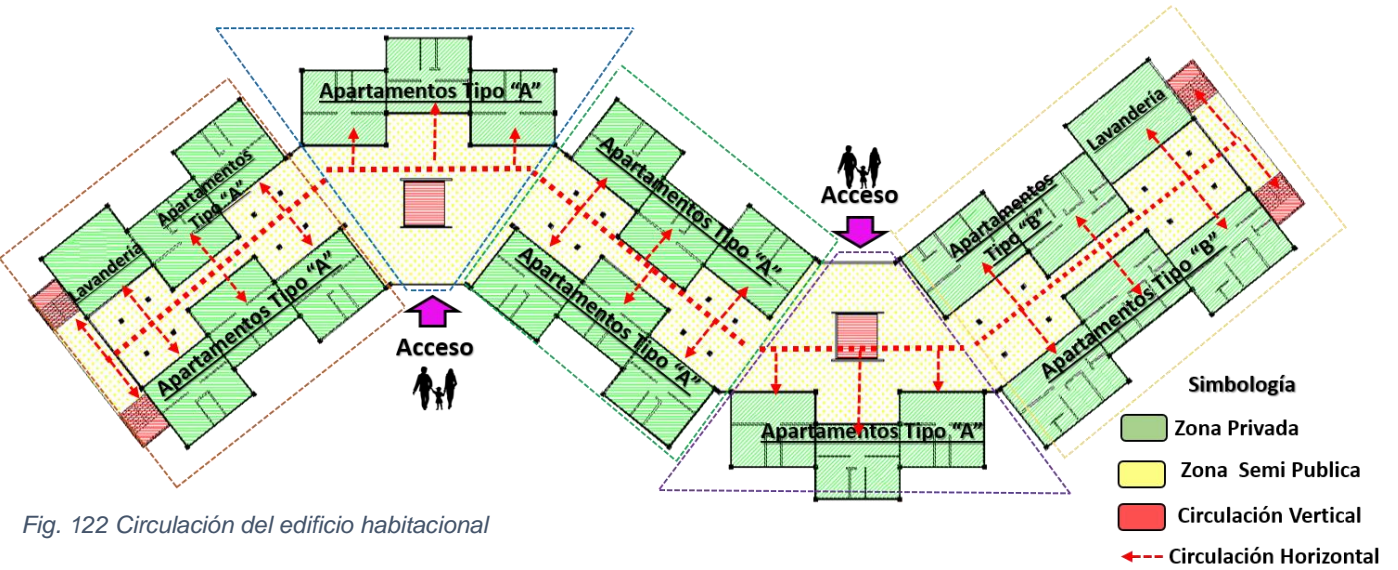 Apartamentos Tipo “A”
Apartamentos
Tipo “A”
Lavandería
Apartamentos Tipo “A”
Acceso
Apartamentos Tipo “A”
Apartamentos Tipo “A”
Acceso
Apartamentos Tipo “A”
Apartamentos
Tipo “B”
Lavandería
Apartamentos Tipo “B”
Simbología
Zona Privada
Zona Semi Publica
Circulación Vertical
Circulación Horizontal
Fig. 122 Circulación del edificio habitacional